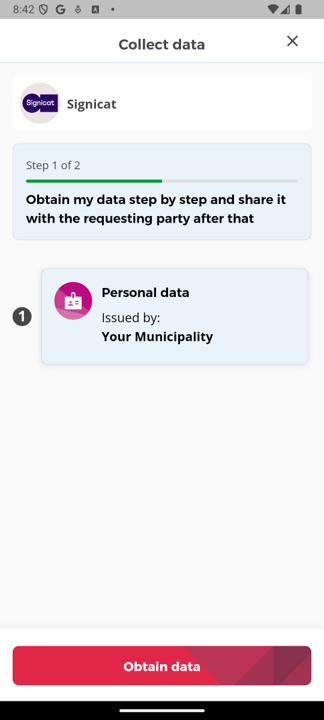 8:42
Collect data
Signicat
Signicat
Step 1 of 2
Obtain my data step by step and share it
with the requesting party after that
1
Personal data
Issued by:
Your Municipality
Obtain data